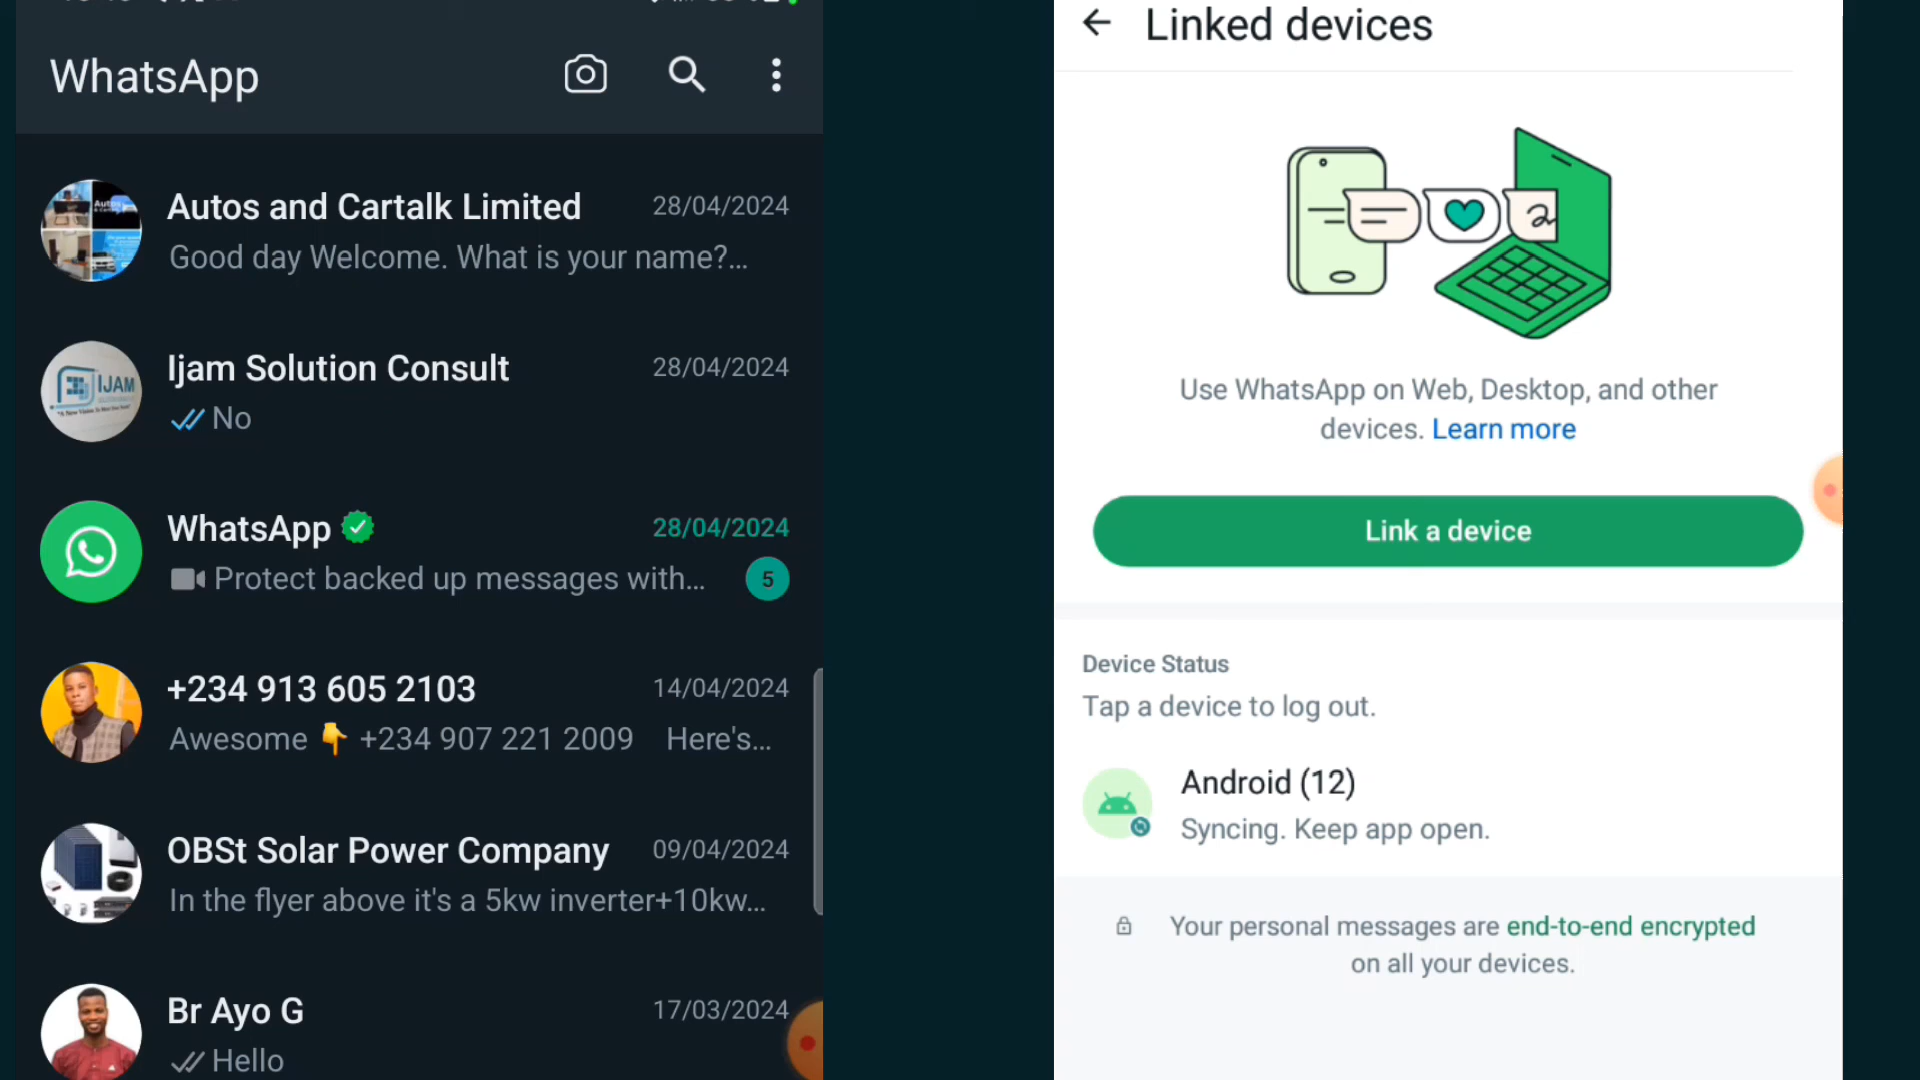 WhatsApp
Autos and Cartalk Limited 28/04/2024
Good day Welcome. What is your name?...
Ijam Solution Consult 28/04/2024
IJAM
No
WhatsApp 28/04/2024
Protect backed up messages with... 5
+234 913 605 2103 14/04/2024
Awesome 👇 +234 907 221 2009 Here's...
OBSt Solar Power Company 09/04/2024
In the flyer above it's a 5kw inverter+10kw...
Br Ayo G 17/03/2024
Hello
Linked devices
Use WhatsApp on Web, Desktop, and other
devices. Learn more
Link a device
Device Status
Tap a device to log out.
Android (12)
Syncing. Keep app open.
Your personal messages are end-to-end encrypted
on all your devices.